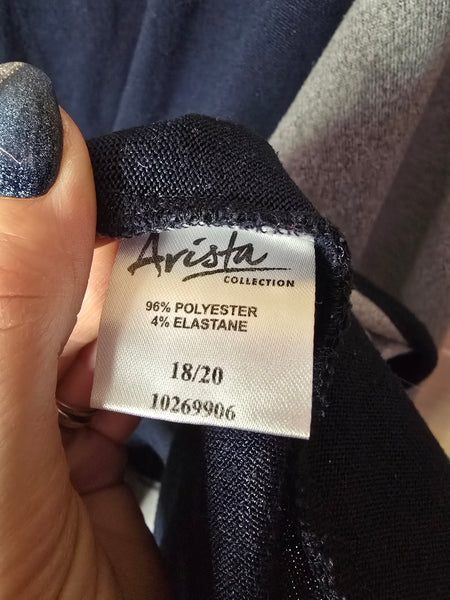 Arista
COLLECTION
96% POLYESTER
4% ELASTANE
18/20
10269906